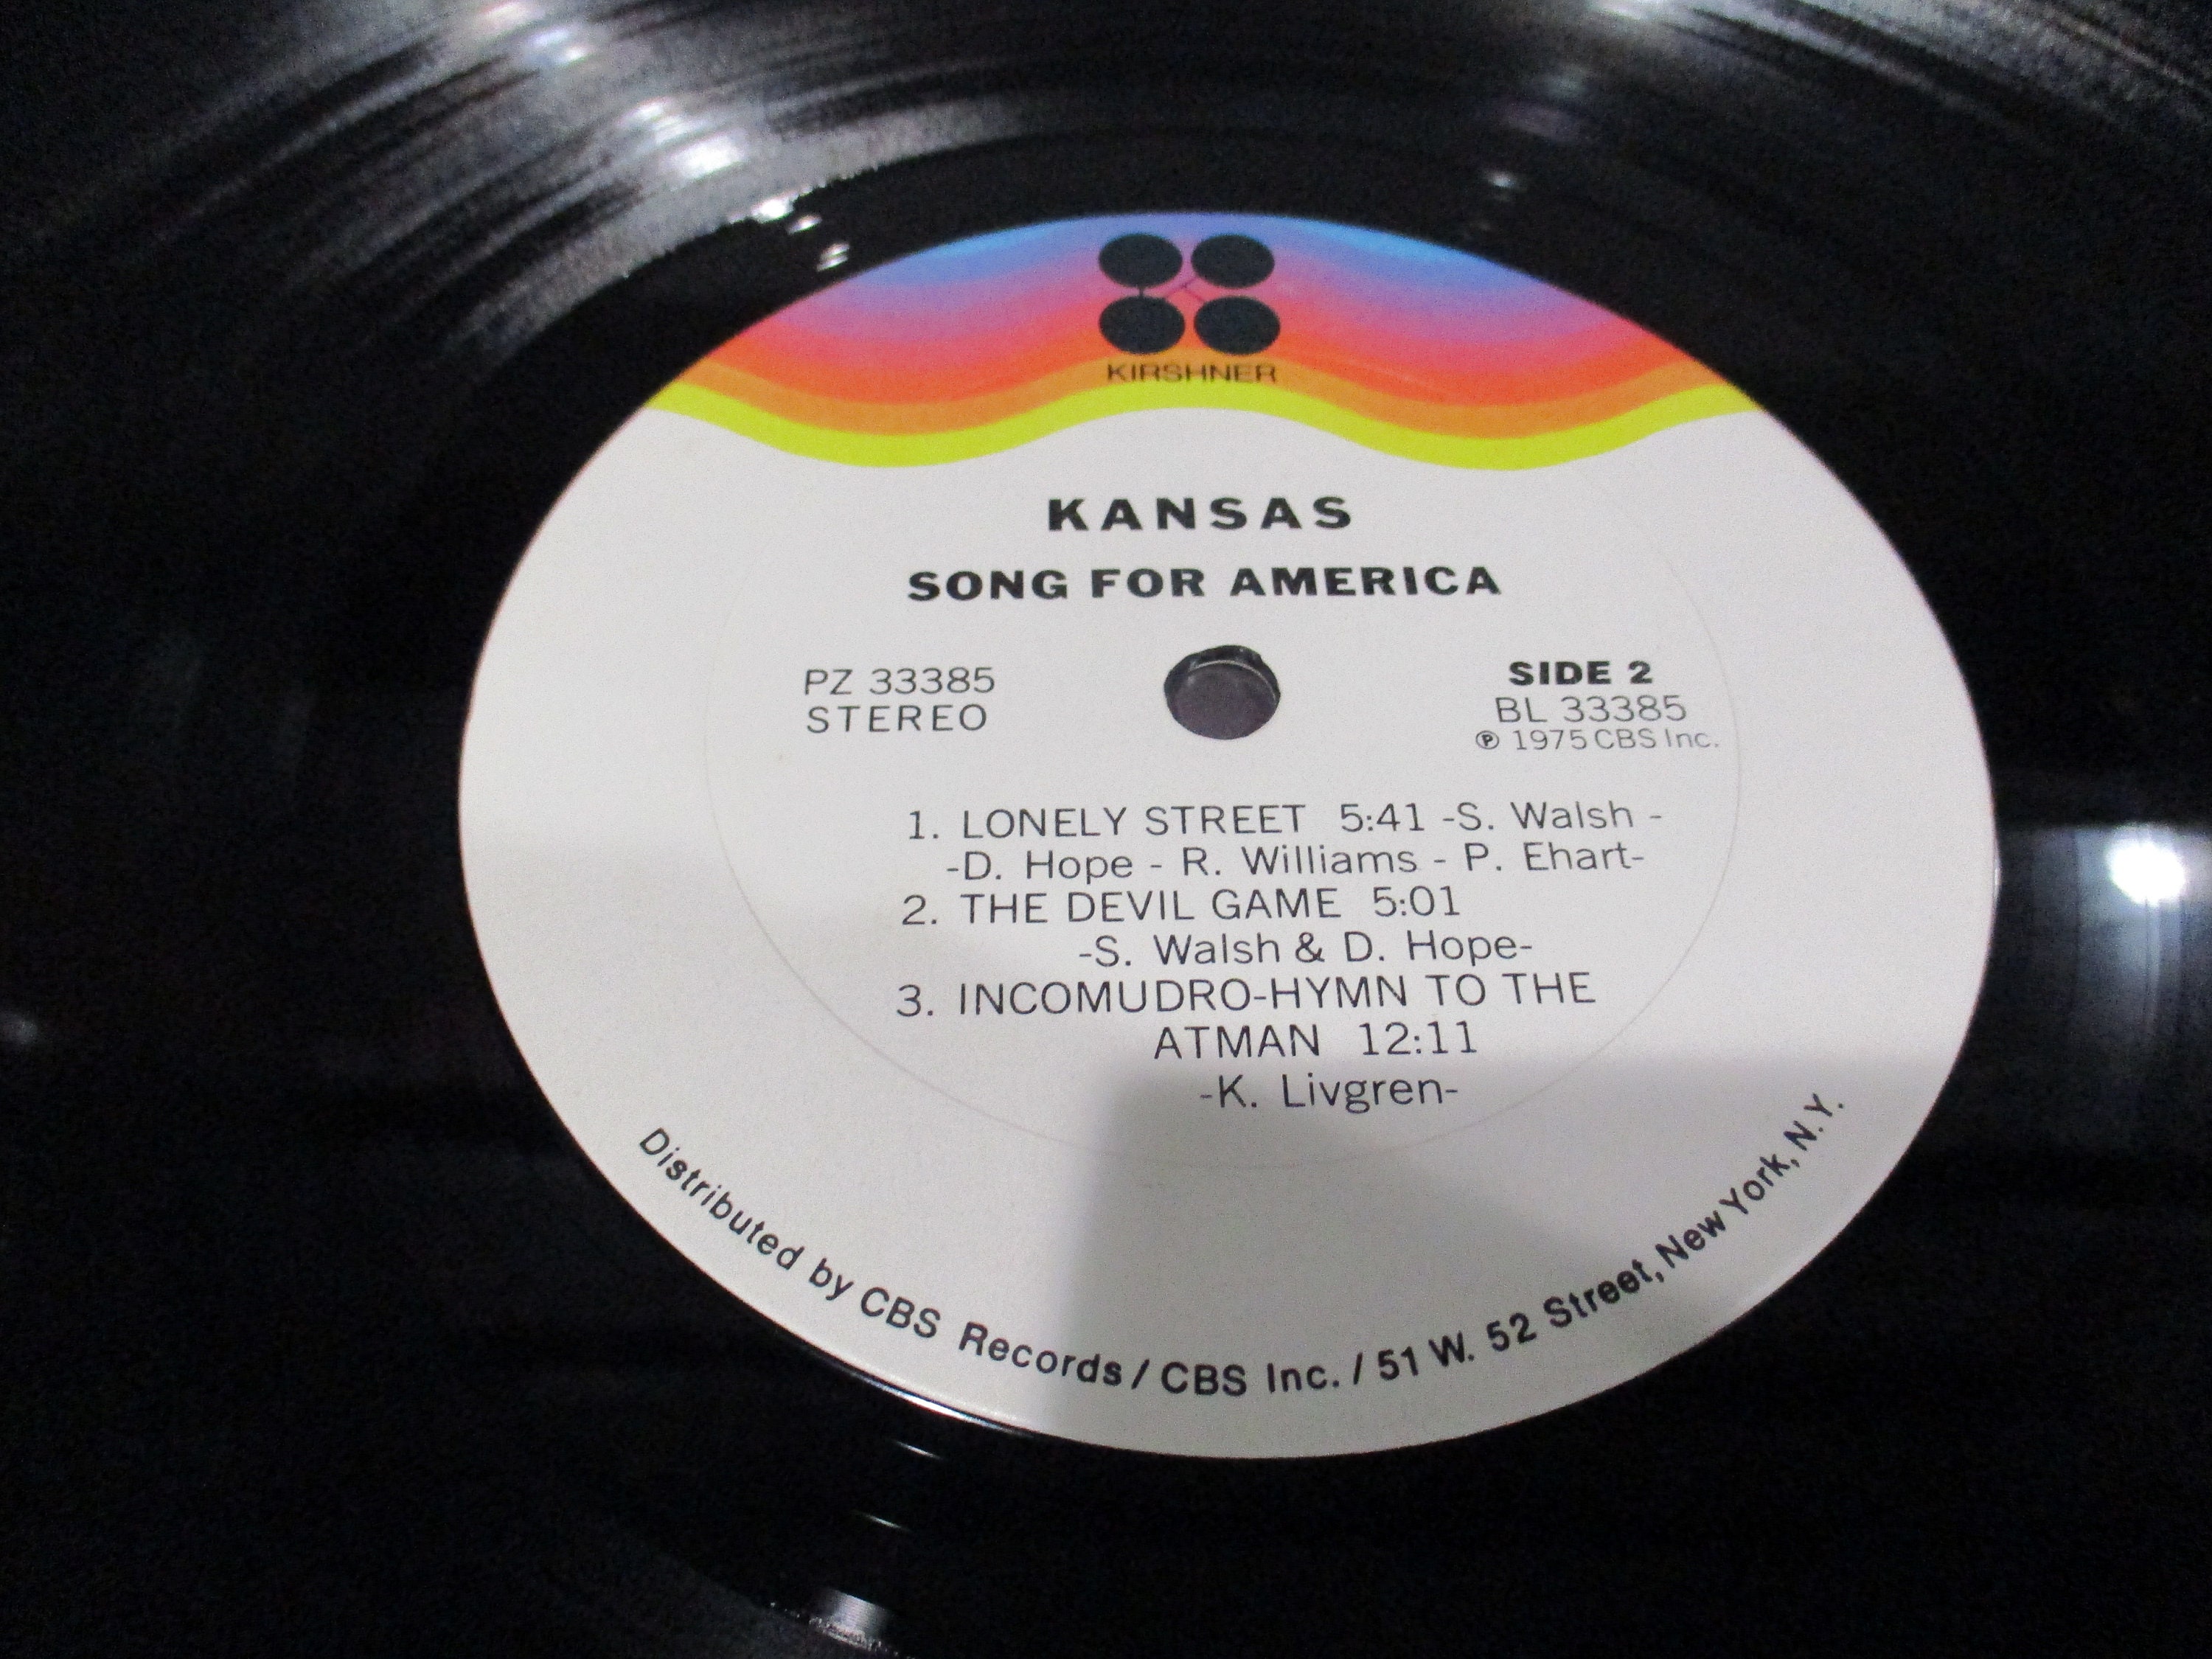 KIRSHNER
KANSAS
SONG FOR AMERICA
PZ 33385
STEREO
SIDE 2
BL 33385
℗ 1975 CBS Inc.
1. LONELY STREET 5:41 -S. Walsh -
-D. Hope - R. Williams - P. Ehart-
2. THE DEVIL GAME 5:01
-S. Walsh & D. Hope-
3. INCOMUDRO-HYMN TO THE
ATMAN 12:11
-K. Livgren-
Distributed by CBS Records / CBS Inc. / 51 W. 52 Street, New York, N.Y.